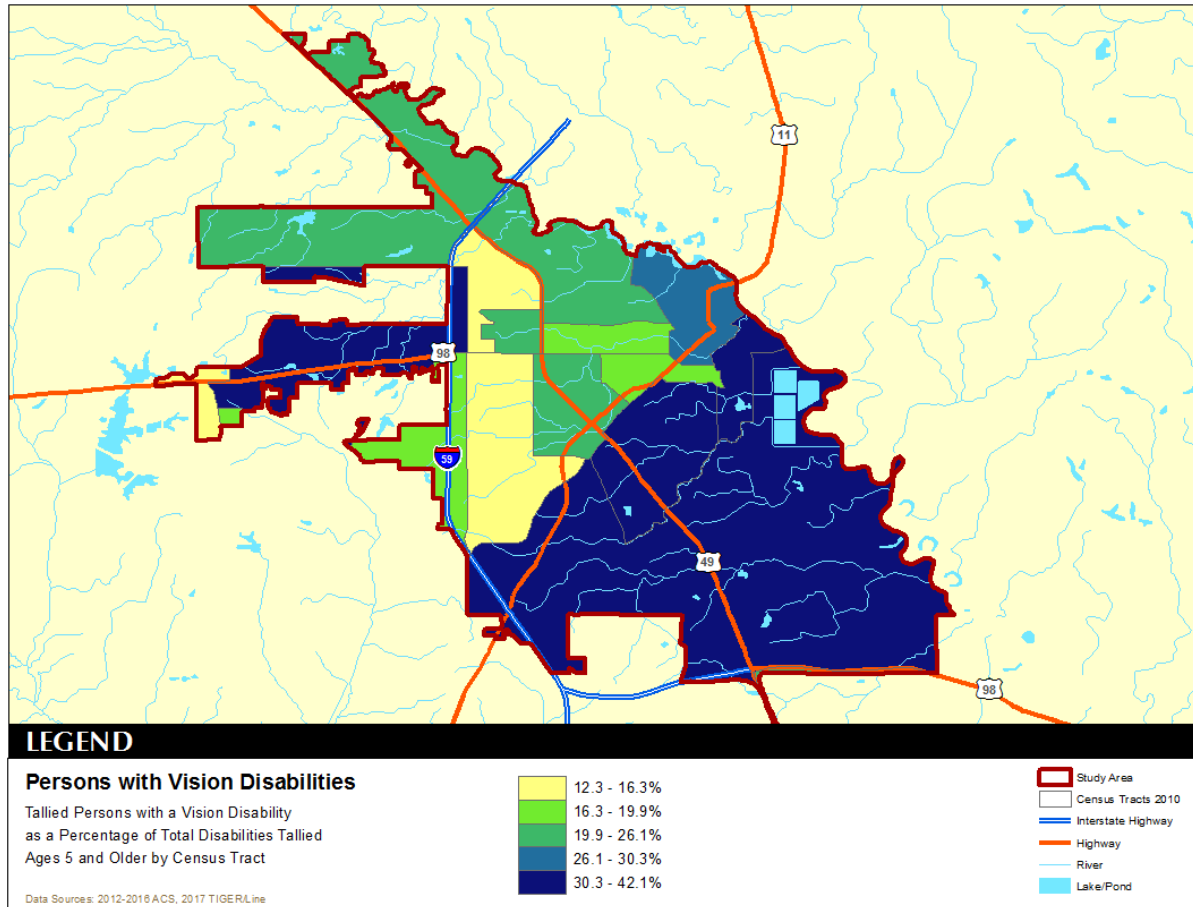 11
98
59
49
98
LEGEND
Persons with Vision Disabilities
Tallied Persons with a Vision Disability
as a Percentage of Total Disabilities Tallied
Ages 5 and Older by Census Tract
Data Sources: 2012-2016 ACS, 2017 TIGER/Line
12.3 - 16.3%
16.3 - 19.9%
19.9 - 26.1%
26.1 - 30.3%
30.3 - 42.1%
Study Area
Census Tracts 2010
Interstate Highway
Highway
River
Lake/Pond